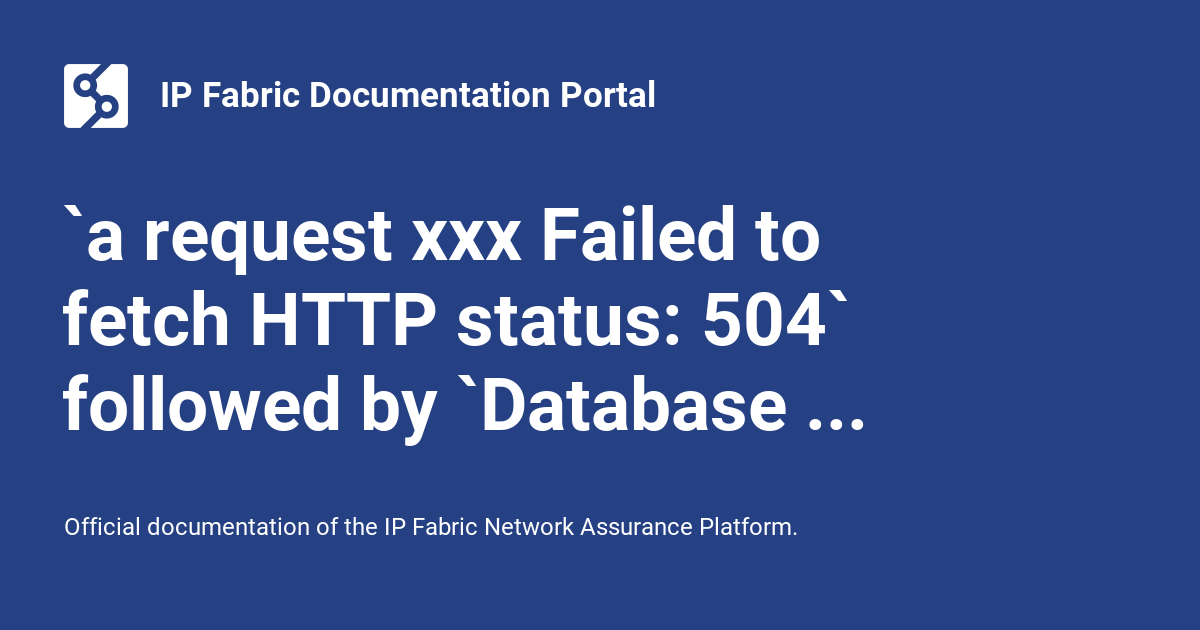 IP Fabric Documentation Portal
`a request xxx Failed to
fetch HTTP status: 504`
followed by `Database ...
Official documentation of the IP Fabric Network Assurance Platform.